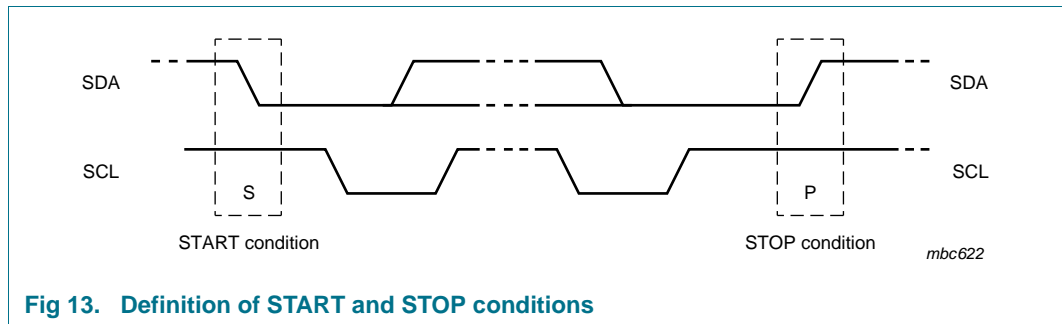 SDA
SDA
SCL
SCL
S
P
START condition
STOP condition
mbc622
Fig 13. Definition of START and STOP conditions